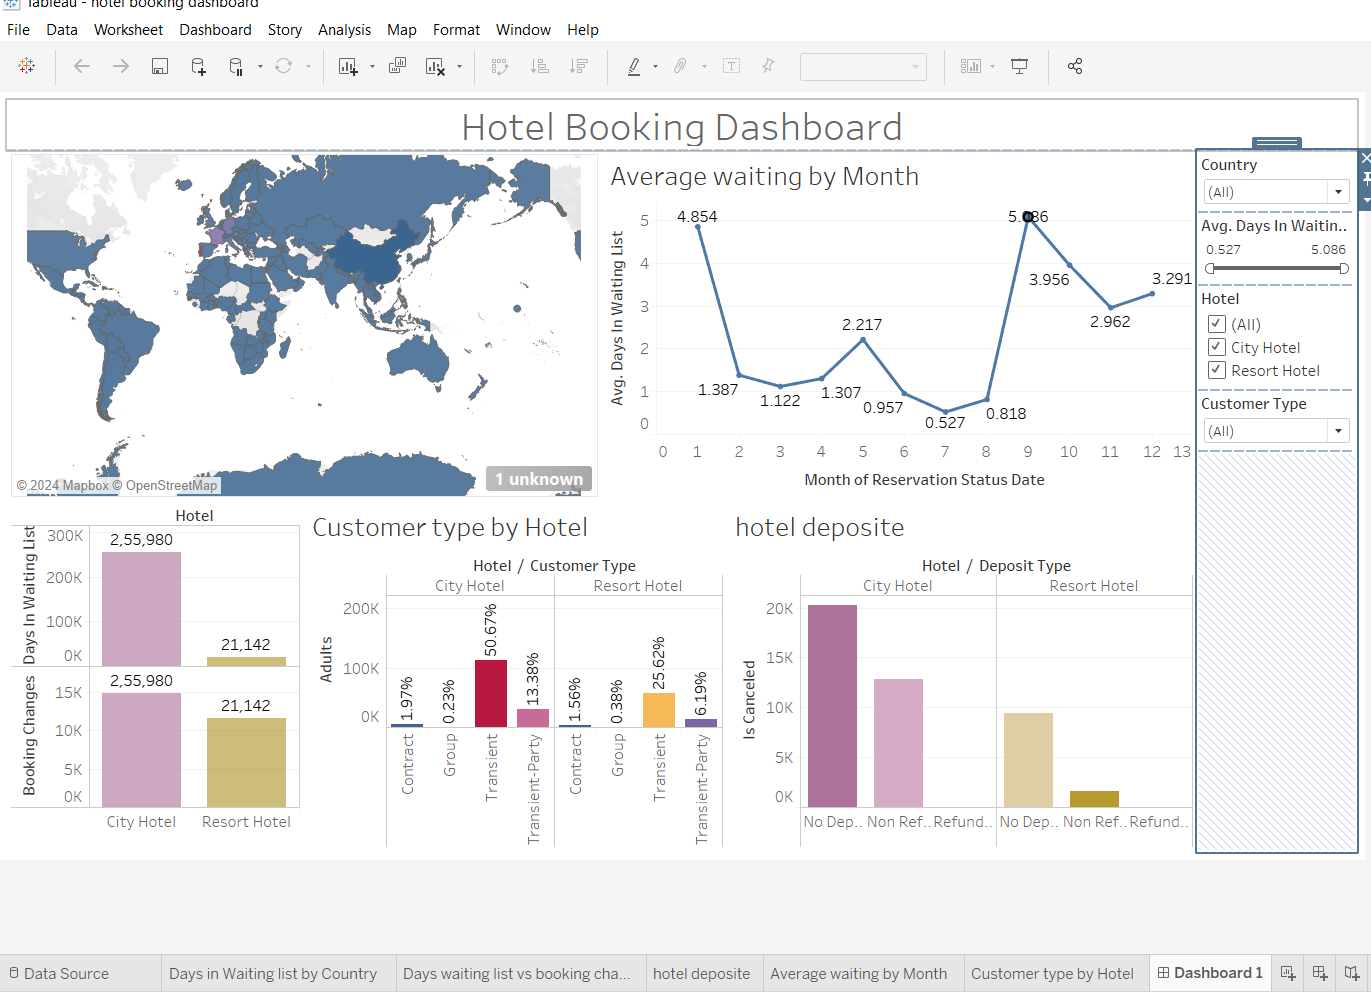 Tableau - hotel booking dashboard
File Data Worksheet Dashboard Story Analysis Map Format Window Help
Hotel Booking Dashboard
© 2024 Mapbox © OpenStreetMap
1 unknown
Average waiting by Month
Avg. Days In Waiting List
5
4
3
2
1
0
4.854
1.387
1.122
1.307
2.217
0.957
0.527
0.818
3.956
2.962
3.291
0 1 2 3 4 5 6 7 8 9 10 11 12 13
Month of Reservation Status Date
Country
(All)
Avg. Days In Waitin..
0.527 5.086
Hotel
(All)
City Hotel
Resort Hotel
Customer Type
(All)
Hotel
Days In Waiting List
300K
200K
100K
0K
2,55,980
21,142
Booking Changes
15K
10K
5K
0K
2,55,980
21,142
City Hotel Resort Hotel
Customer type by Hotel
Hotel / Customer Type
City Hotel Resort Hotel
Adults
200K
100K
0K
1.97%
0.23%
50.67%
13.38%
1.56%
0.38%
25.62%
6.19%
Contract
Group
Transient
Transient-Party
Contract
Group
Transient
Transient-Party
hotel deposite
Hotel / Deposit Type
City Hotel Resort Hotel
Is Canceled
20K
15K
10K
5K
0K
No Dep.. Non Ref.. Refund.. No Dep.. Non Ref.. Refund..
Data Source Days in Waiting list by Country Days waiting list vs booking cha... hotel deposite Average waiting by Month Customer type by Hotel Dashboard 1